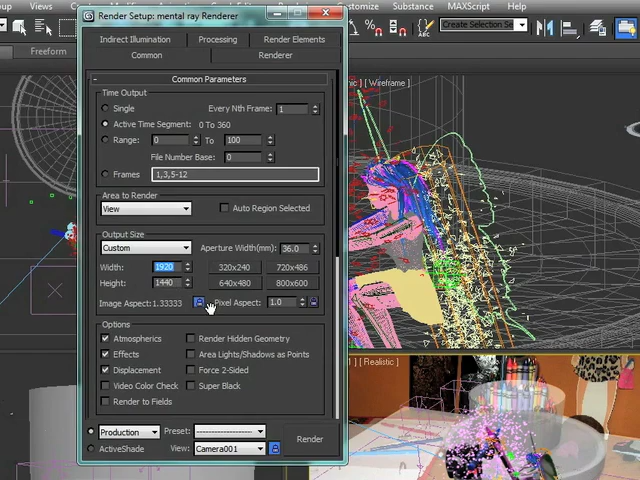 Render Setup: mental ray Renderer
Customize Substance MAXScript Help
Create Selection Se
Freeform
Indirect Illumination Processing Render Elements
Common Renderer
Common Parameters
Time Output
Single Every Nth Frame: 1
Active Time Segment: 0 To 360
Range: 0 To 100
File Number Base: 0
Frames 1,3,5-12
Area to Render
View Auto Region Selected
Output Size
Custom Aperture Width(mm): 36.0
Width: 1920 320x240 720x486
Height: 1440 640x480 800x600
Image Aspect: 1.33333 Pixel Aspect: 1.0
Options
Atmospherics Render Hidden Geometry
Effects Area Lights/Shadows as Points
Displacement Force 2-Sided
Video Color Check Super Black
Render to Fields
Production Preset: --------------------
ActiveShade View: Camera001
Render
[ Wireframe ]
[ Realistic ]